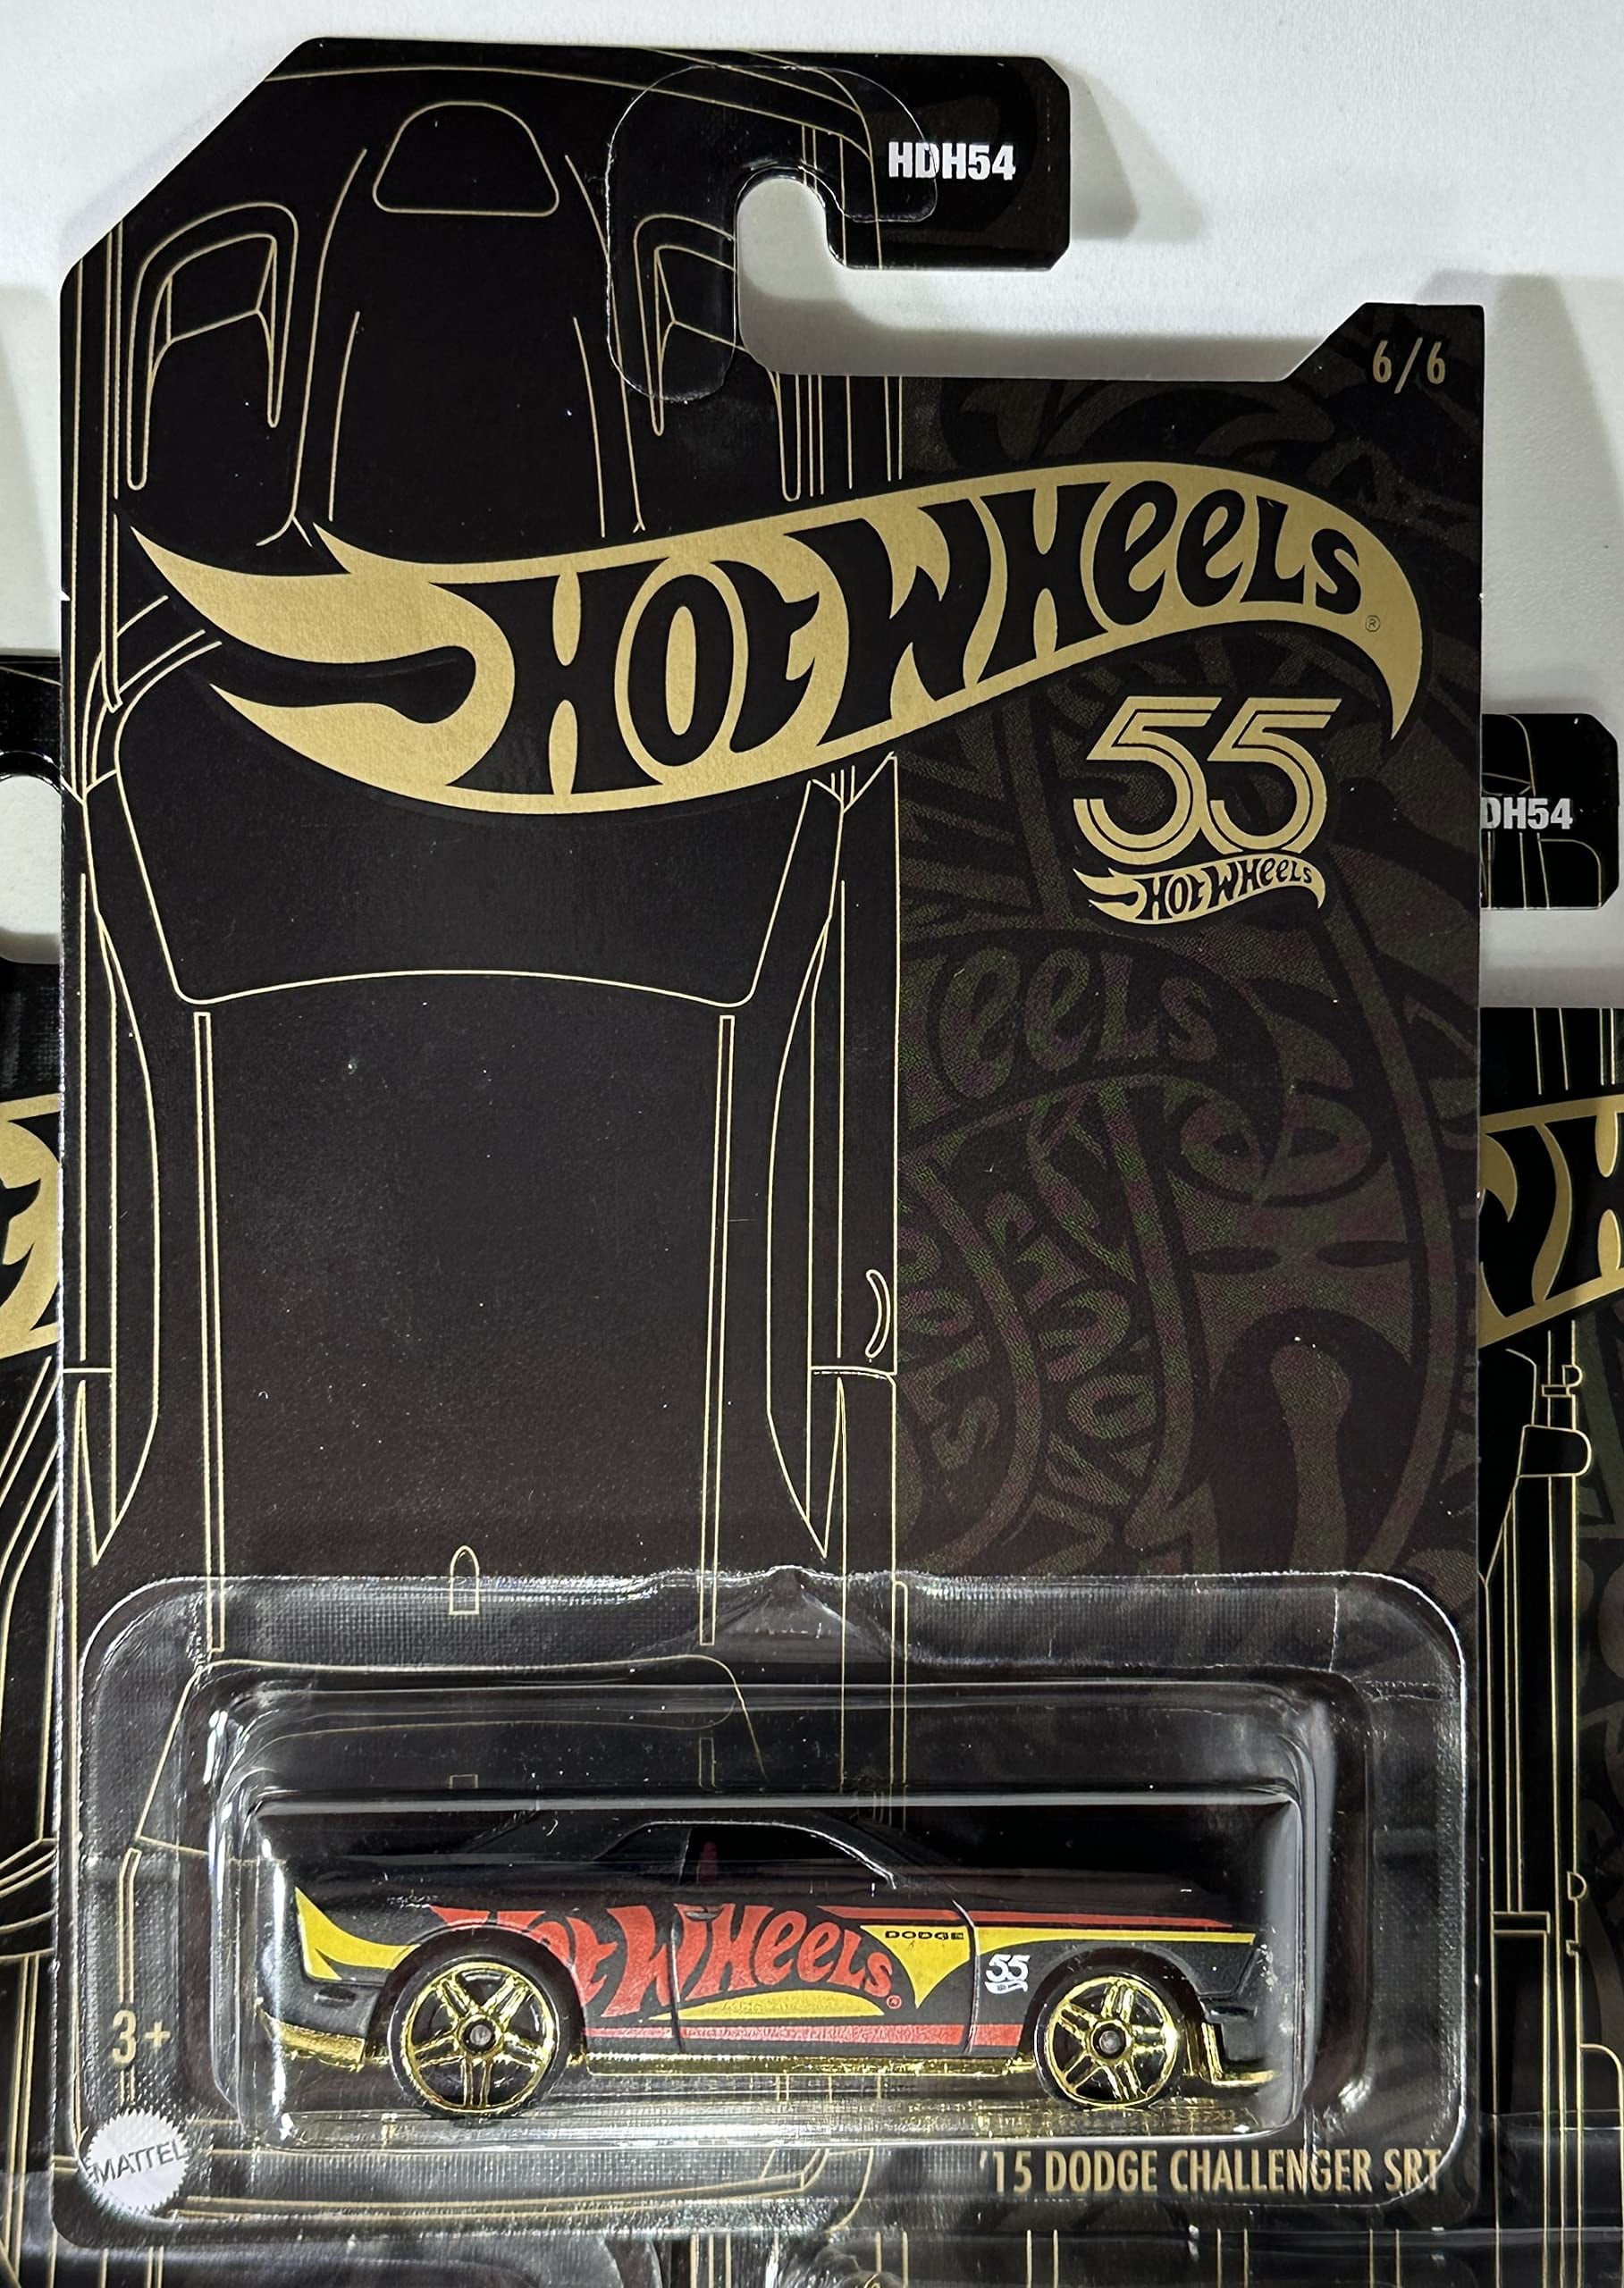 HDH54
6/6
HOT WHEELS®
55
HOT WHEELS
DH54
HOT WHEELS®
DODGE
55
3+
MATTEL
'15 DODGE CHALLENGER SRT